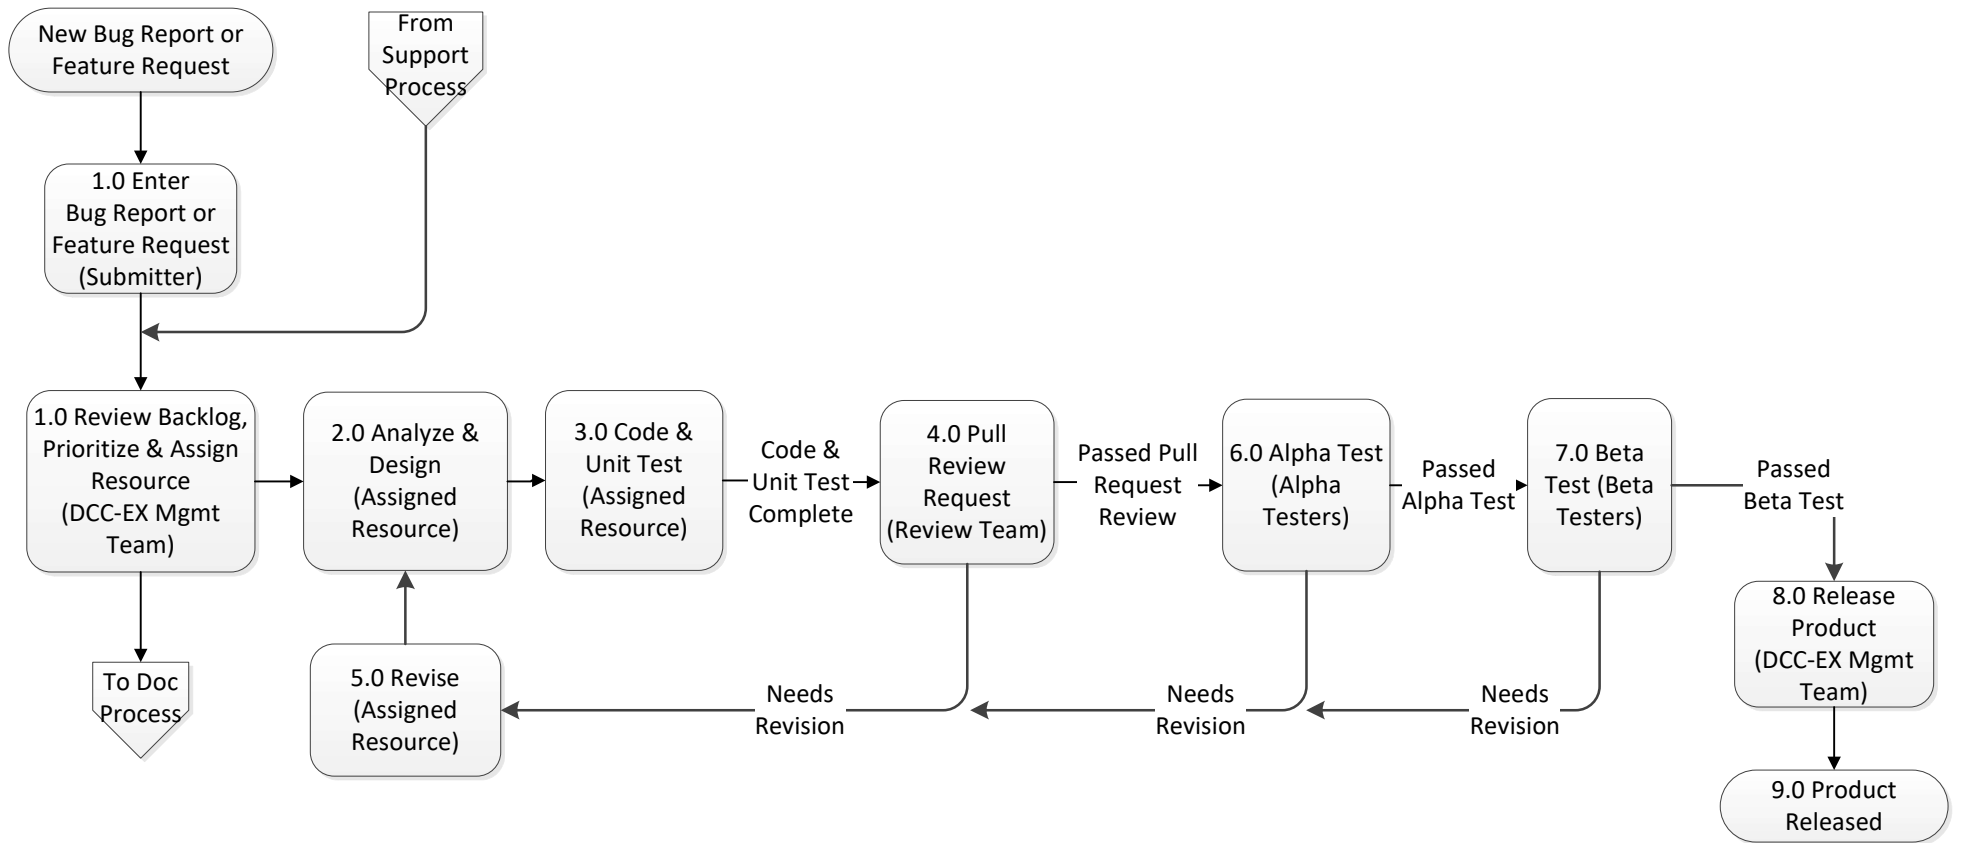 New Bug Report or
Feature Request
From
Support
Process
1.0 Enter
Bug Report or
Feature Request
(Submitter)
1.0 Review Backlog,
Prioritize & Assign
Resource
(DCC-EX Mgmt
Team)
2.0 Analyze &
Design
(Assigned
Resource)
3.0 Code &
Unit Test
(Assigned
Resource)
Code &
Unit Test
Complete
4.0 Pull
Review
Request
(Review Team)
Passed Pull
Request
Review
6.0 Alpha Test
(Alpha
Testers)
Passed
Alpha Test
7.0 Beta
Test (Beta
Testers)
Passed
Beta Test
8.0 Release
Product
(DCC-EX Mgmt
Team)
To Doc
Process
5.0 Revise
(Assigned
Resource)
Needs
Revision
Needs
Revision
Needs
Revision
9.0 Product
Released